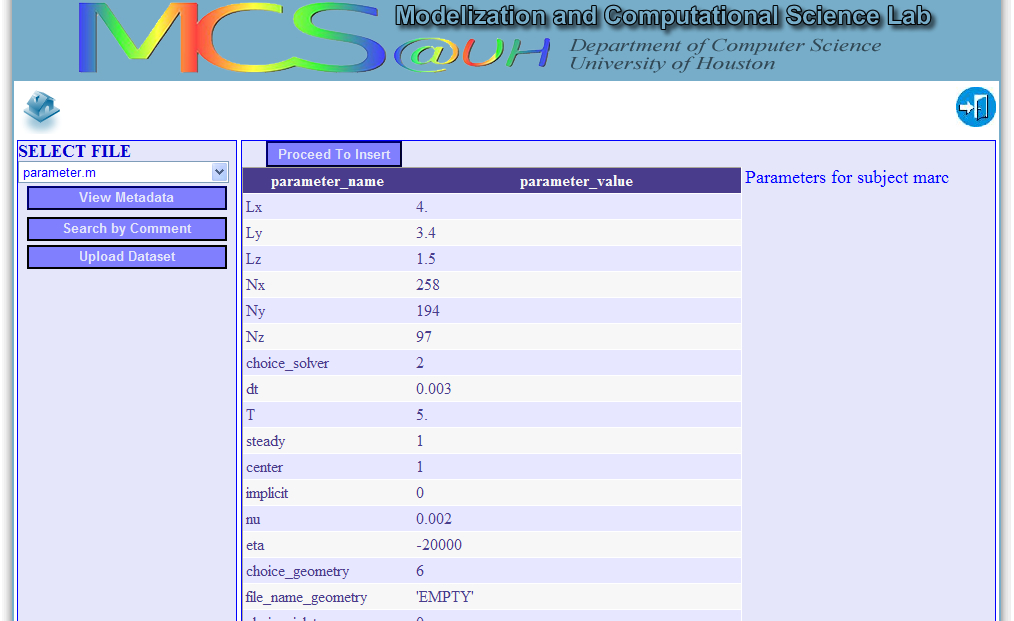 MCS
@UH
Modelization and Computational Science Lab
Department of Computer Science
University of Houston
SELECT FILE
parameter.m
View Metadata
Search by Comment
Upload Dataset
Proceed To Insert
parameter_name parameter_value
Lx 4.
Ly 3.4
Lz 1.5
Nx 258
Ny 194
Nz 97
choice_solver 2
dt 0.003
T 5.
steady 1
center 1
implicit 0
nu 0.002
eta -20000
choice_geometry 6
file_name_geometry 'EMPTY'
Parameters for subject marc